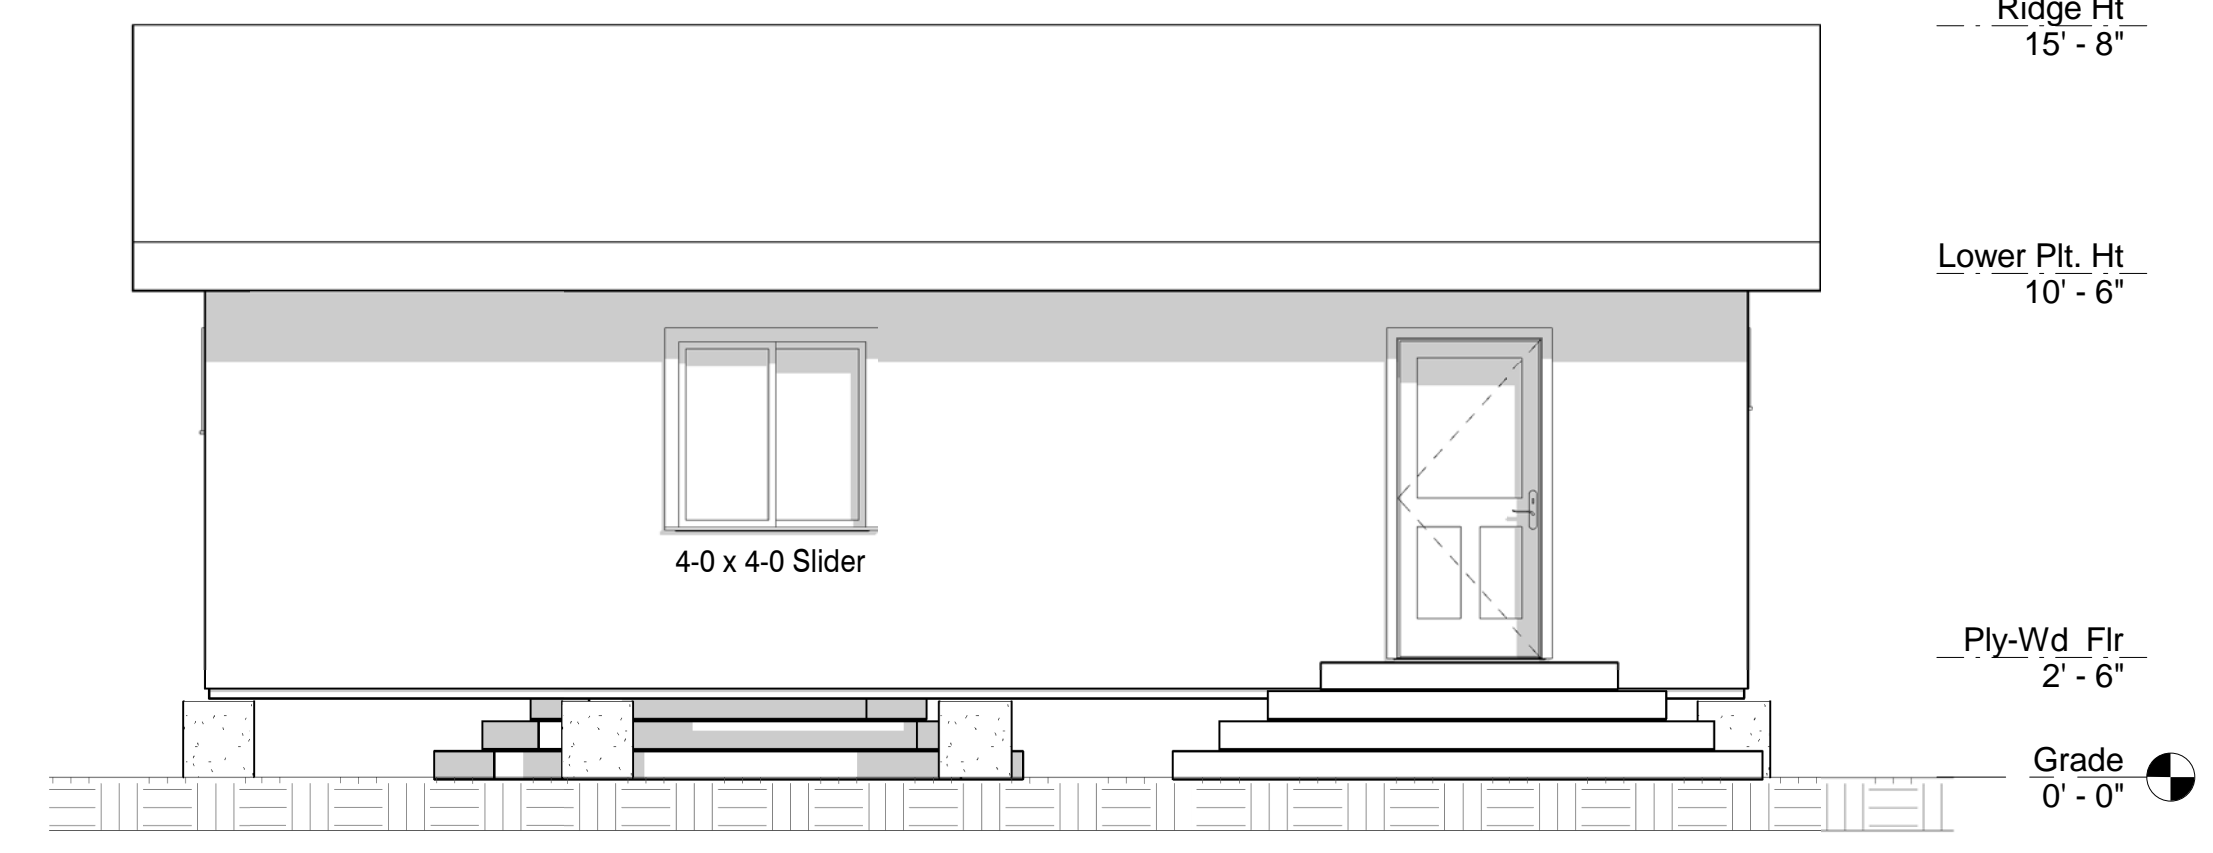 Ridge Ht
15' - 8"
Lower Plt. Ht
10' - 6"
4-0 x 4-0 Slider
Ply-Wd Flr
2' - 6"
Grade
0' - 0"